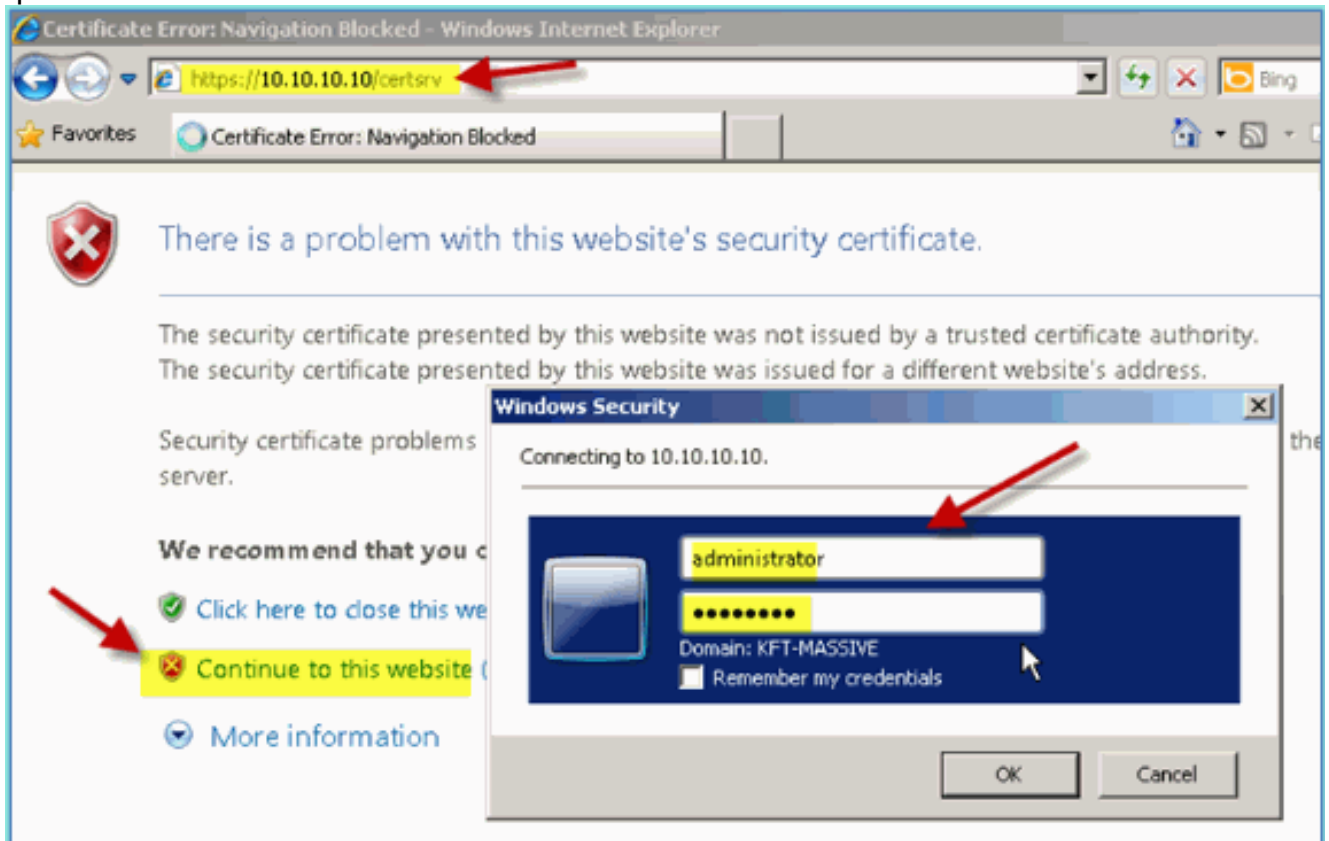 Certificate Error: Navigation Blocked - Windows Internet Explorer
https://10.10.10.10/certsrv
Bing
Favorites
Certificate Error: Navigation Blocked
There is a problem with this website's security certificate.
The security certificate presented by this website was not issued by a trusted certificate authority.
The security certificate presented by this website was issued for a different website's address.
Security certificate problems
the
server.
We recommend that you c
Click here to close this we
Continue to this website (
More information
Windows Security
Connecting to 10.10.10.10.
administrator
••••••••
Domain: KFT-MASSIVE
Remember my credentials
OK
Cancel